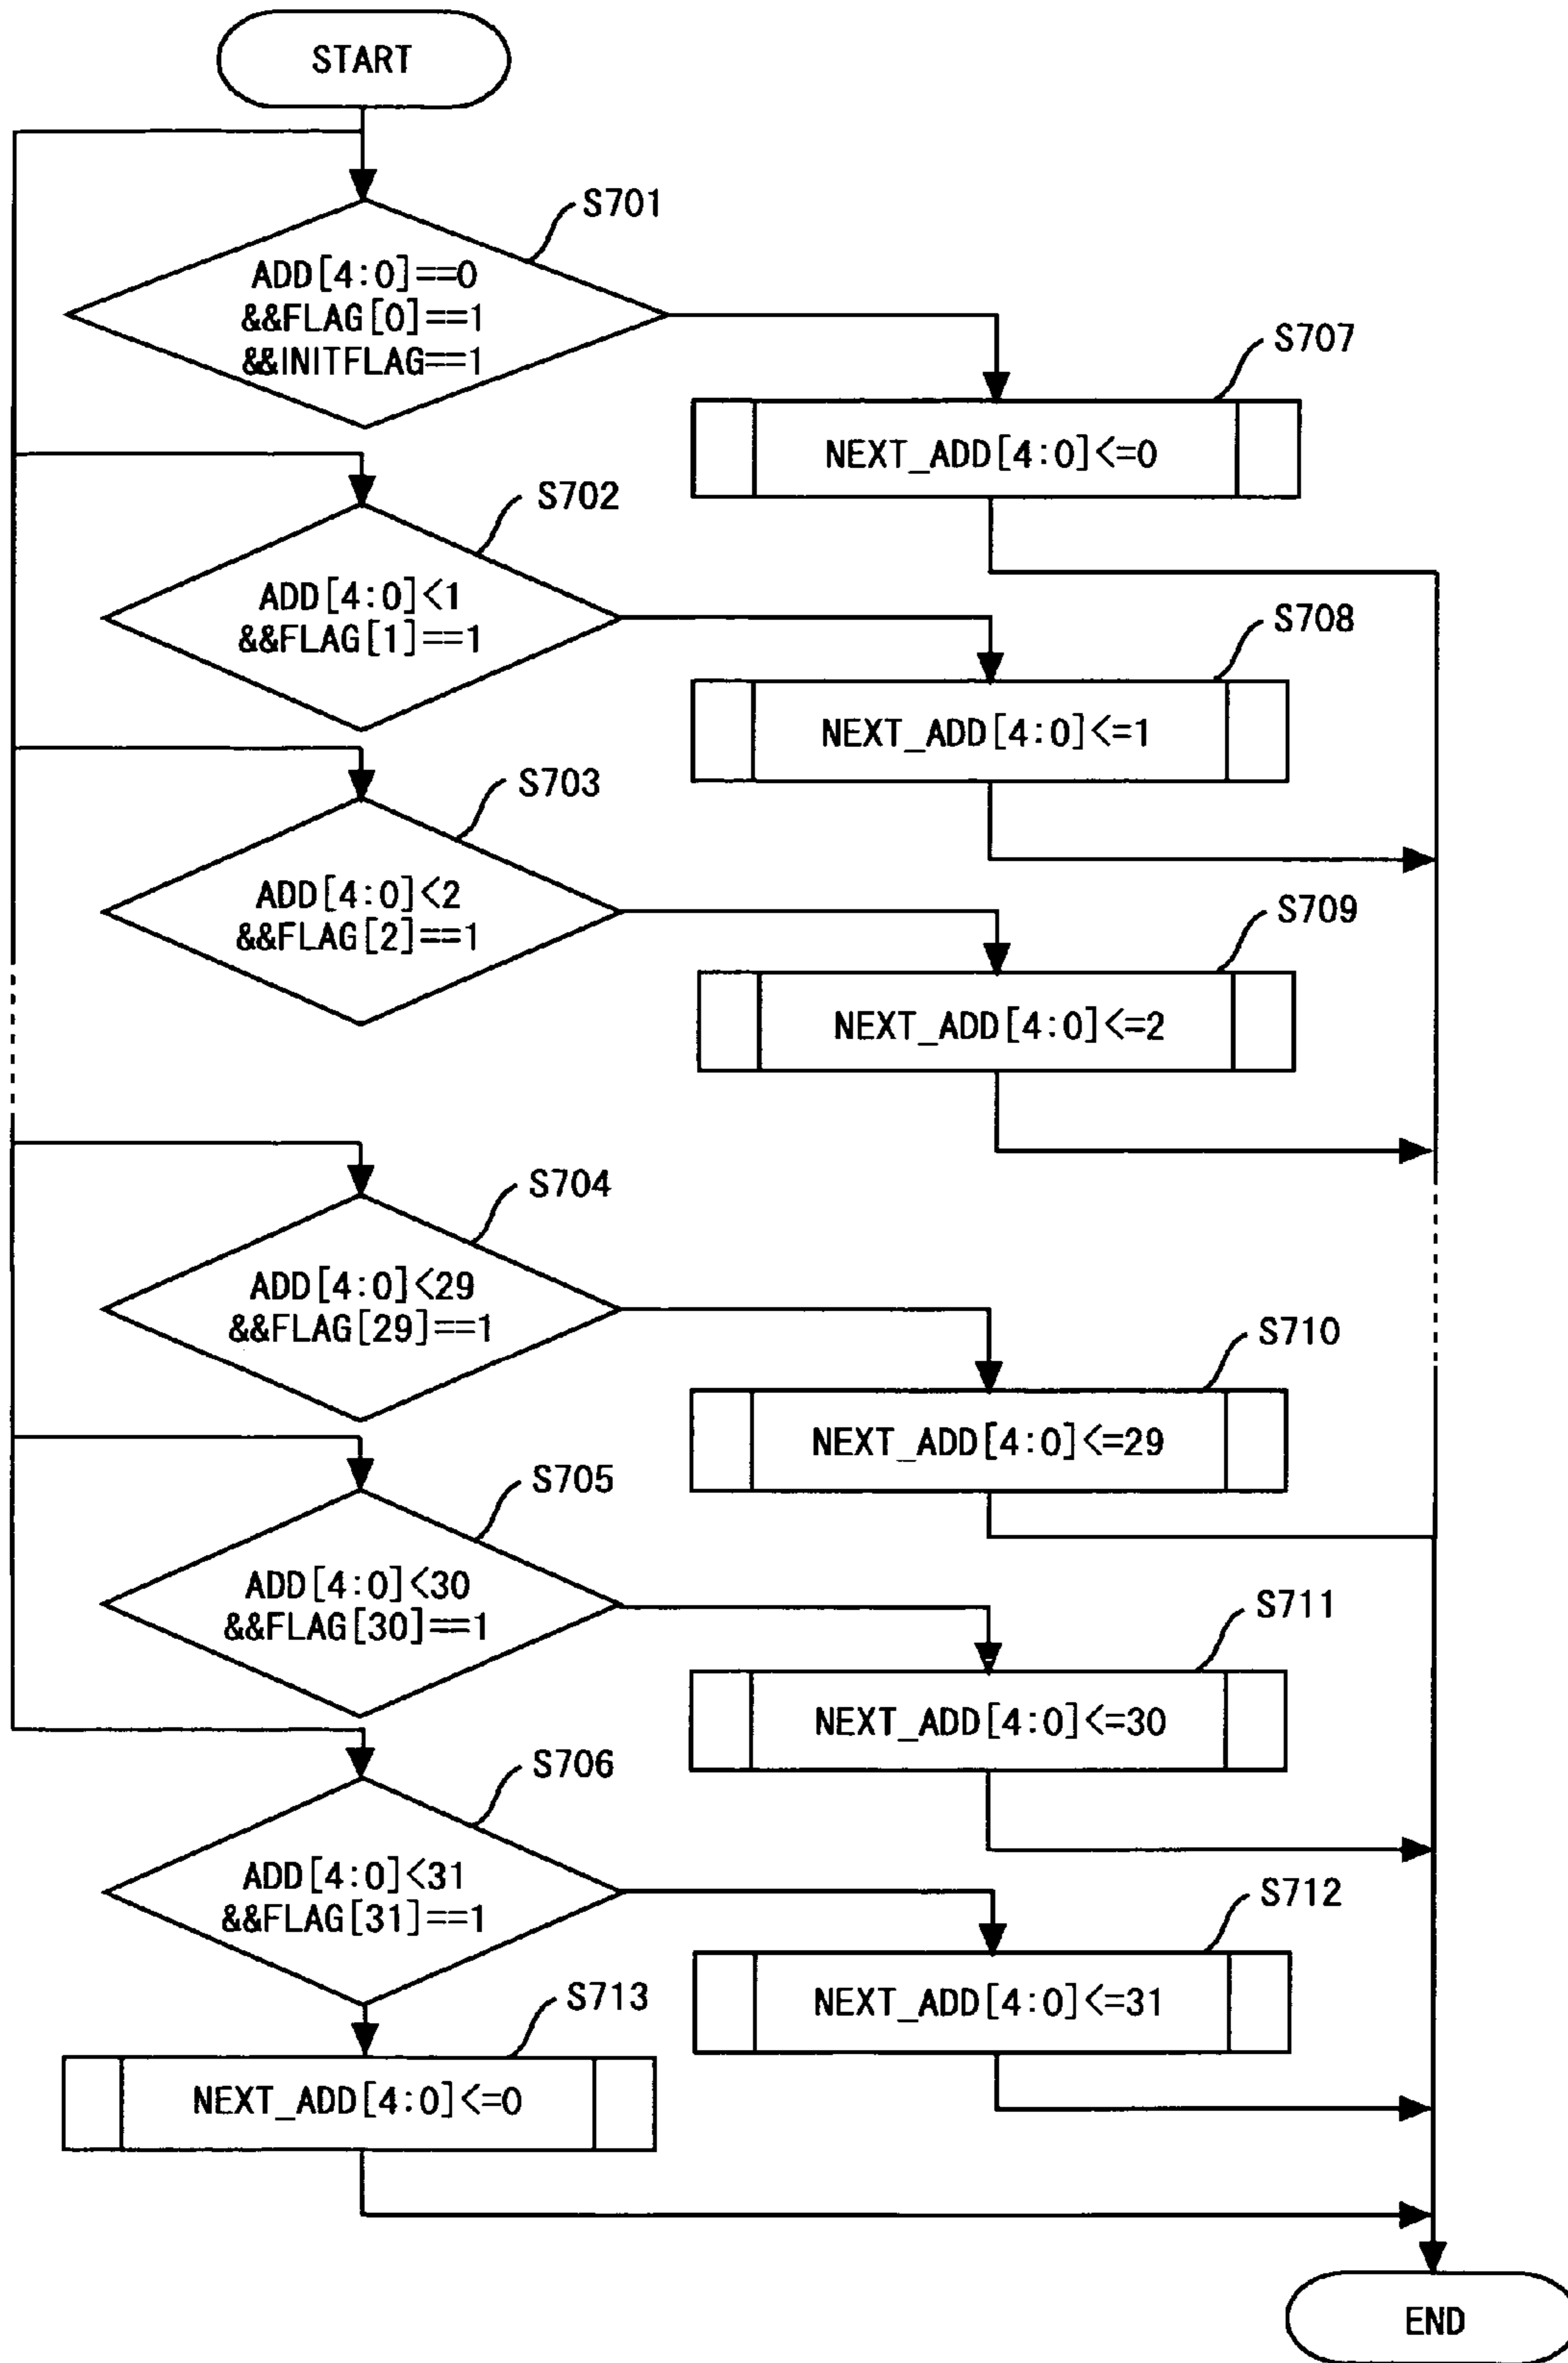 START
S701
ADD[4:0]==0
&&FLAG[0]==1
&&INITFLAG==1
S707
NEXT_ADD[4:0]<=0
S702
ADD[4:0]<1
&&FLAG[1]==1
S708
NEXT_ADD[4:0]<=1
S703
ADD[4:0]<2
&&FLAG[2]==1
S709
NEXT_ADD[4:0]<=2
S704
ADD[4:0]<29
&&FLAG[29]==1
S710
NEXT_ADD[4:0]<=29
S705
ADD[4:0]<30
&&FLAG[30]==1
S711
NEXT_ADD[4:0]<=30
S706
ADD[4:0]<31
&&FLAG[31]==1
S712
NEXT_ADD[4:0]<=31
S713
NEXT_ADD[4:0]<=0
END